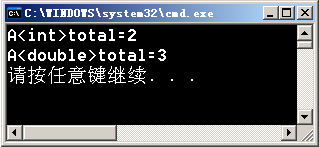 C:\WINDOWS\system32\cmd.exe
A<int>total=2
A<double>total=3
请按任意键继续. . .